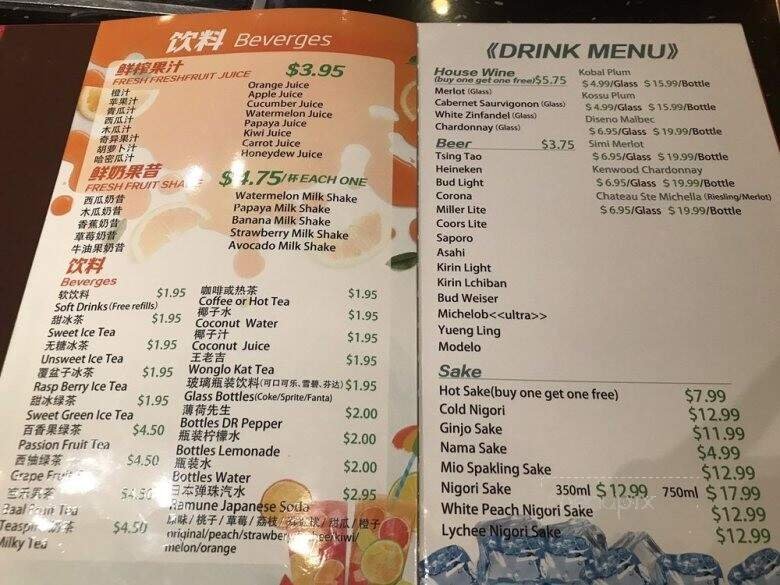 饮料 Beverges
鲜榨果汁 $3.95
FRESH FRESHFRUIT JUICE
橙汁 Orange Juice
苹果汁 Apple Juice
青瓜汁 Cucumber Juice
西瓜汁 Watermelon Juice
木瓜汁 Papaya Juice
奇异果汁 Kiwi Juice
胡萝卜汁 Carrot Juice
哈密瓜汁 Honeydew Juice
鲜奶果昔 $4.75/杯 EACH ONE
FRESH FRUIT SHAKE
西瓜奶昔 Watermelon Milk Shake
木瓜奶昔 Papaya Milk Shake
香蕉奶昔 Banana Milk Shake
草莓奶昔 Strawberry Milk Shake
牛油果奶昔 Avocado Milk Shake
饮料
Beverges
软饮料 $1.95
Soft Drinks (Free refills)
甜冰茶 $1.95
Sweet Ice Tea
无糖冰茶 $1.95
Unsweet Ice Tea
覆盆子冰茶 $1.95
Rasp Berry Ice Tea
甜冰绿茶 $1.95
Sweet Green Ice Tea
百香果绿茶 $4.50
Passion Fruit Tea
西柚绿茶 $4.50
Grape Fruit
$4.50
Tea
$4.50
Milky Tea
咖啡或热茶 $1.95
Coffee or Hot Tea
椰子水 $1.95
Coconut Water
椰子汁 $1.95
Coconut Juice
王老吉 $1.95
Wonglo Kat Tea
玻璃瓶装饮料(可口可乐、雪碧、芬达) $1.95
Glass Bottles(Coke/Sprite/Fanta)
薄荷先生 $2.00
Bottles DR Pepper
瓶装柠檬水 $2.00
Bottles Lemonade
瓶装水 $2.00
Bottles Water
日本弹珠汽水 $2.95
Ramune Japanese Soda
原味/桃子/草莓/荔枝/ /甜瓜/橙子
original/peach/strawberry/ /kiwi/
melon/orange
《DRINK MENU》
House Wine
(buy one get one free) $5.75
Merlot (Glass)
Cabernet Saurvigonon (Glass)
White Zinfandel (Glass)
Chardonnay (Glass)
Beer $3.75
Tsing Tao
Heineken
Bud Light
Corona
Miller Lite
Coors Lite
Saporo
Asahi
Kirin Light
Kirin Lchiban
Bud Weiser
Michelob<<ultra>>
Yueng Ling
Modelo
Kobal Plum
$4.99/Glass $15.99/Bottle
Kossu Plum
$4.99/Glass $15.99/Bottle
Diseno Malbec
$6.95/Glass $19.99/Bottle
Simi Merlot
$6.95/Glass $19.99/Bottle
Kenwood Chardonnay
$6.95/Glass $19.99/Bottle
Chateau Ste Michella (Riesling/Merlot)
$6.95/Glass $19.99/Bottle
Sake
Hot Sake(buy one get one free) $7.99
Cold Nigori $12.99
Ginjo Sake $11.99
Nama Sake $4.99
Mio Spakling Sake $12.99
Nigori Sake 350ml $12.99 750ml $17.99
White Peach Nigori Sake $12.99
Lychee Nigori Sake $12.99